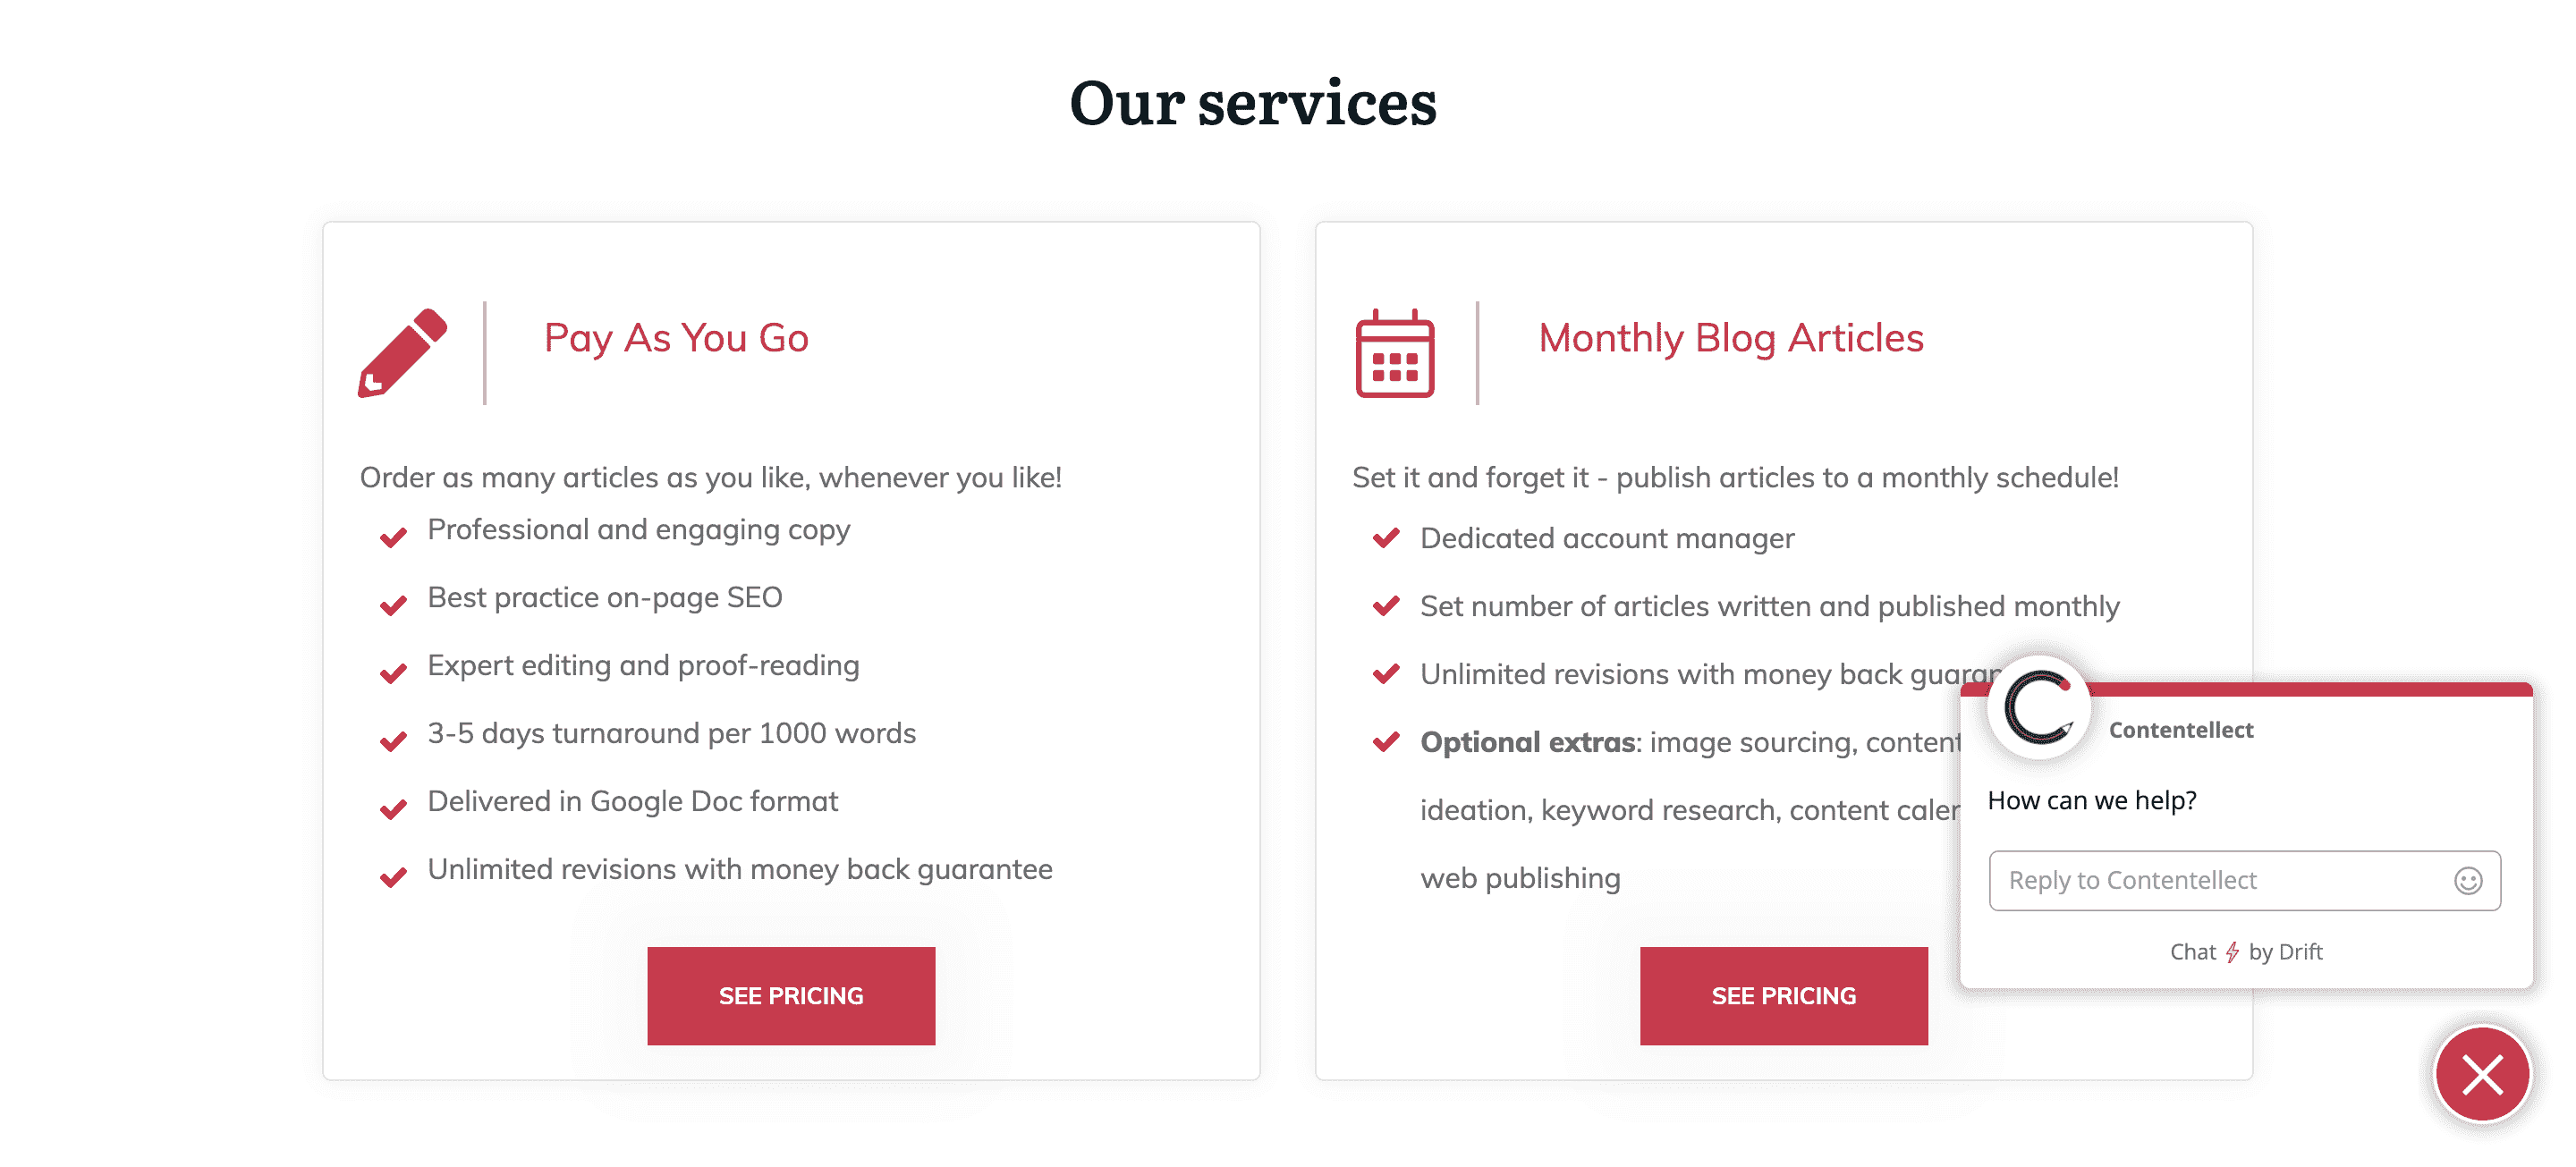 Our services
Pay As You Go
Order as many articles as you like, whenever you like!
Professional and engaging copy
Best practice on-page SEO
Expert editing and proof-reading
3-5 days turnaround per 1000 words
Delivered in Google Doc format
Unlimited revisions with money back guarantee
SEE PRICING
Monthly Blog Articles
Set it and forget it - publish articles to a monthly schedule!
Dedicated account manager
Set number of articles written and published monthly
Unlimited revisions with money back
Optional extras: image sourcing, content
ideation, keyword research, content
web publishing
SEE PRICING
Contentellect
How can we help?
Reply to Contentellect
Chat by Drift